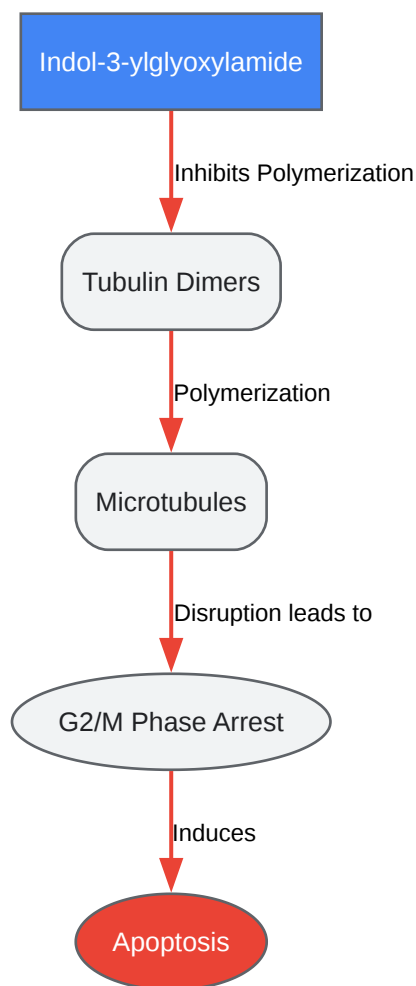 Indol-3-ylglyoxylamide
Inhibits Polymerization
Tubulin Dimers
Polymerization
Microtubules
Disruption leads to
G2/M Phase Arrest
Induces
Apoptosis